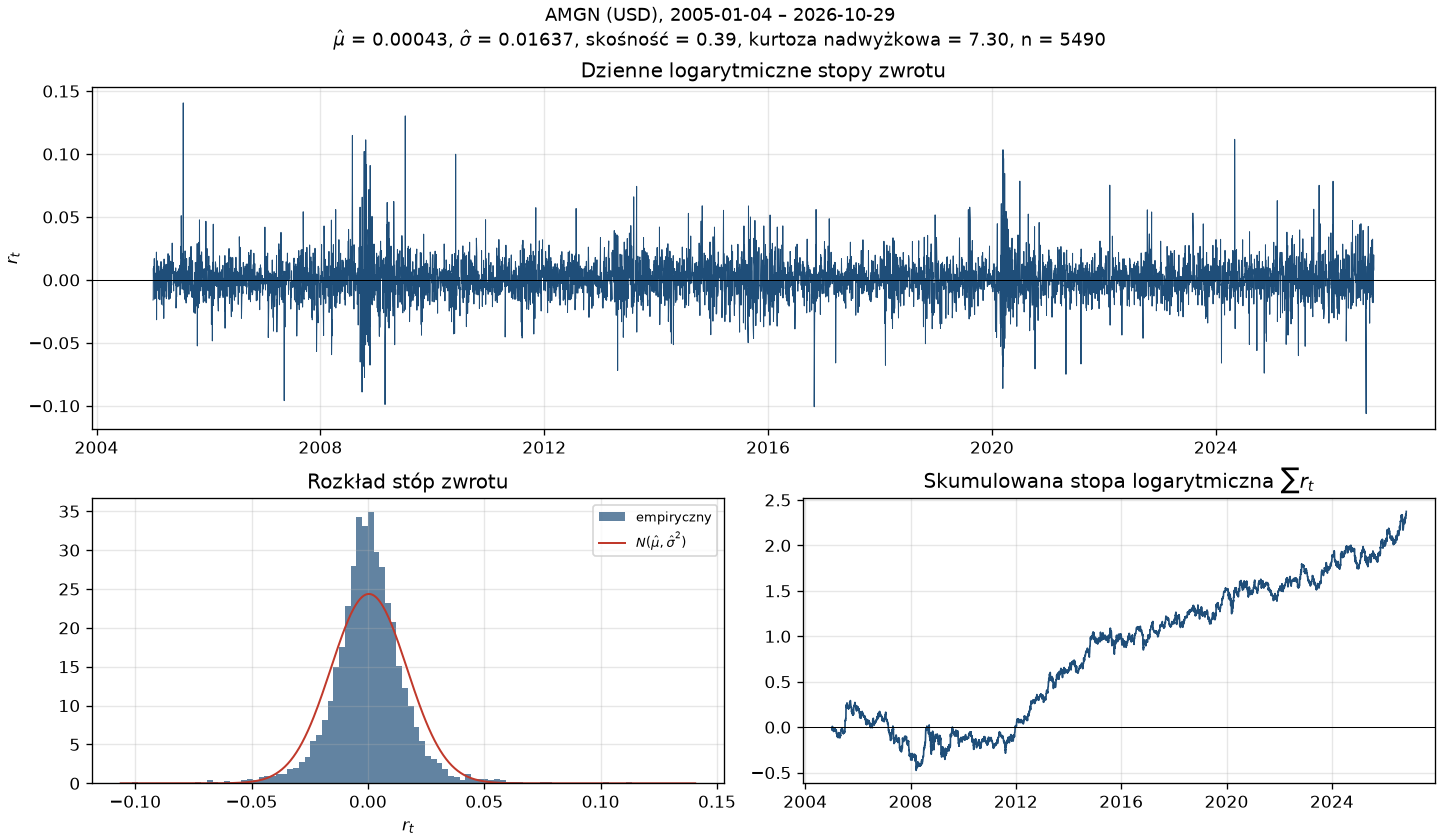 AMGN (USD), 2005-01-04 – 2026-10-29
μ̂ = 0.00043, σ̂ = 0.01637, skośność = 0.39, kurtoza nadwyżkowa = 7.30, n = 5490
Dzienne logarytmiczne stopy zwrotu
0.15
0.10
0.05
0.00
−0.05
−0.10
r_t
2004 2008 2012 2016 2020 2024
Rozkład stóp zwrotu
35
30
25
20
15
10
5
0
empiryczny
N(μ̂, σ̂²)
−0.10 −0.05 0.00 0.05 0.10 0.15
r_t
Skumulowana stopa logarytmiczna ∑r_t
2.5
2.0
1.5
1.0
0.5
0.0
−0.5
2004 2008 2012 2016 2020 2024